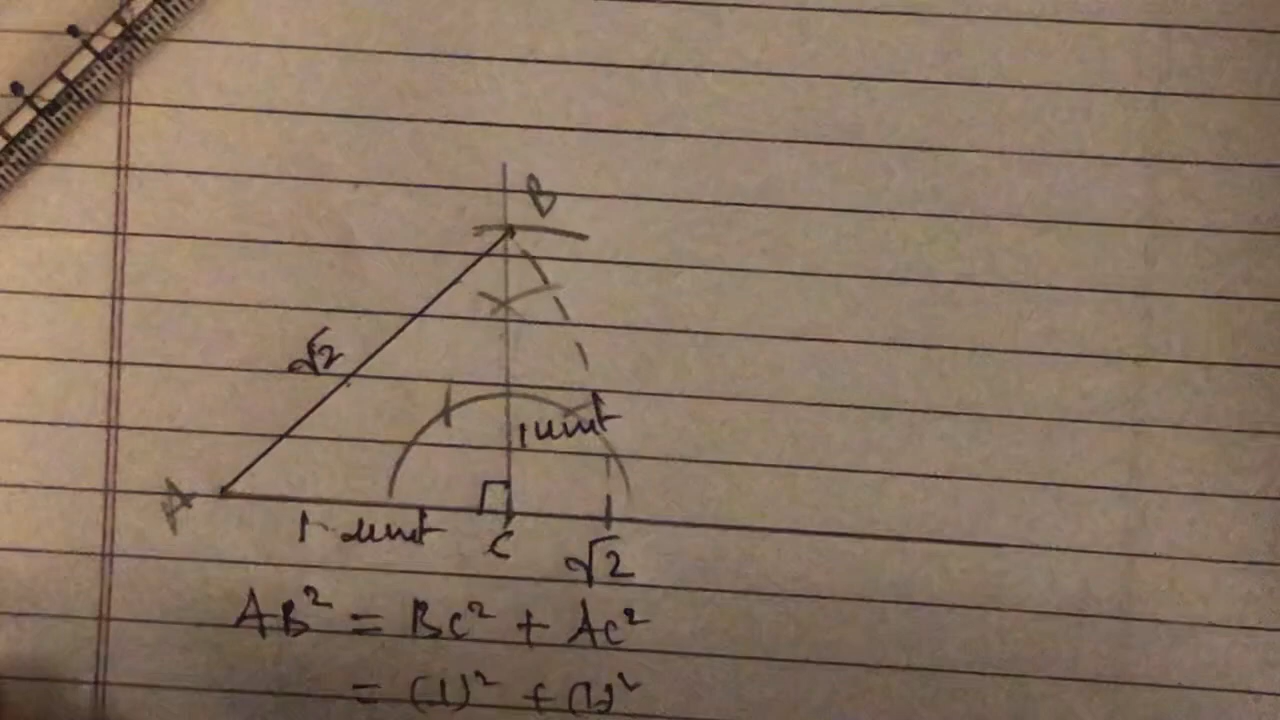 B
√2
1 unit
A
1 unit
C
√2
AB² = BC² + AC²
= (1)² + (1)²